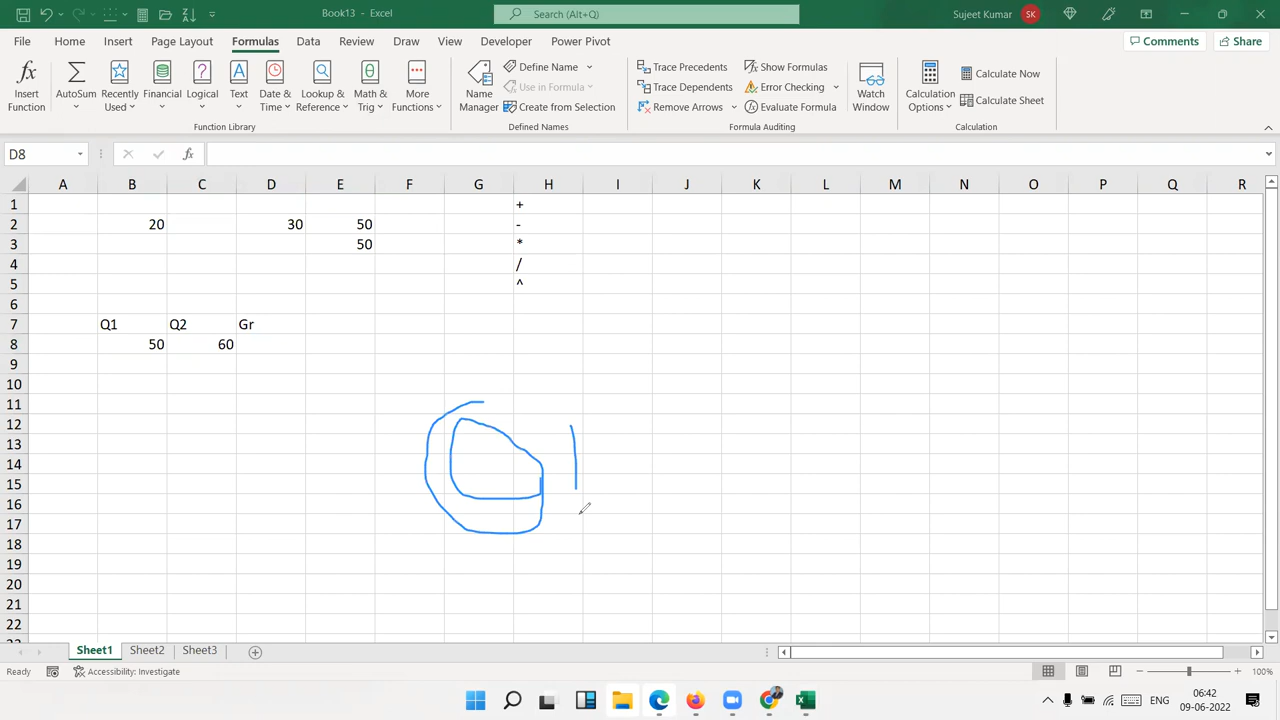 Book13 - Excel
Search (Alt+Q)
Sujeet Kumar SK
File Home Insert Page Layout Formulas Data Review View Developer Power Pivot Comments Share
Insert Function
AutoSum
Recently Used
Financial
Logical
Text
Date & Time
Lookup & Reference
Math & Trig
More Functions
Function Library
Name Manager
Define Name
Use in Formula
Create from Selection
Defined Names
Trace Precedents
Trace Dependents
Remove Arrows
Show Formulas
Error Checking
Evaluate Formula
Formula Auditing
Watch Window
Calculation Options
Calculate Now
Calculate Sheet
Calculation
D8 fx
A B C D E F G H I J K L M N O P Q R
1 +
2 20 30 50 -
3 50 *
4 /
5 ^
6
7 Q1 Q2 Gr
8 50 60
9
10
11
12
13
14
15
16
17
18
19
20
21
22
Sheet1 Sheet2 Sheet3
Ready Accessibility: Investigate 100%
ENG 06:42
09-06-2022